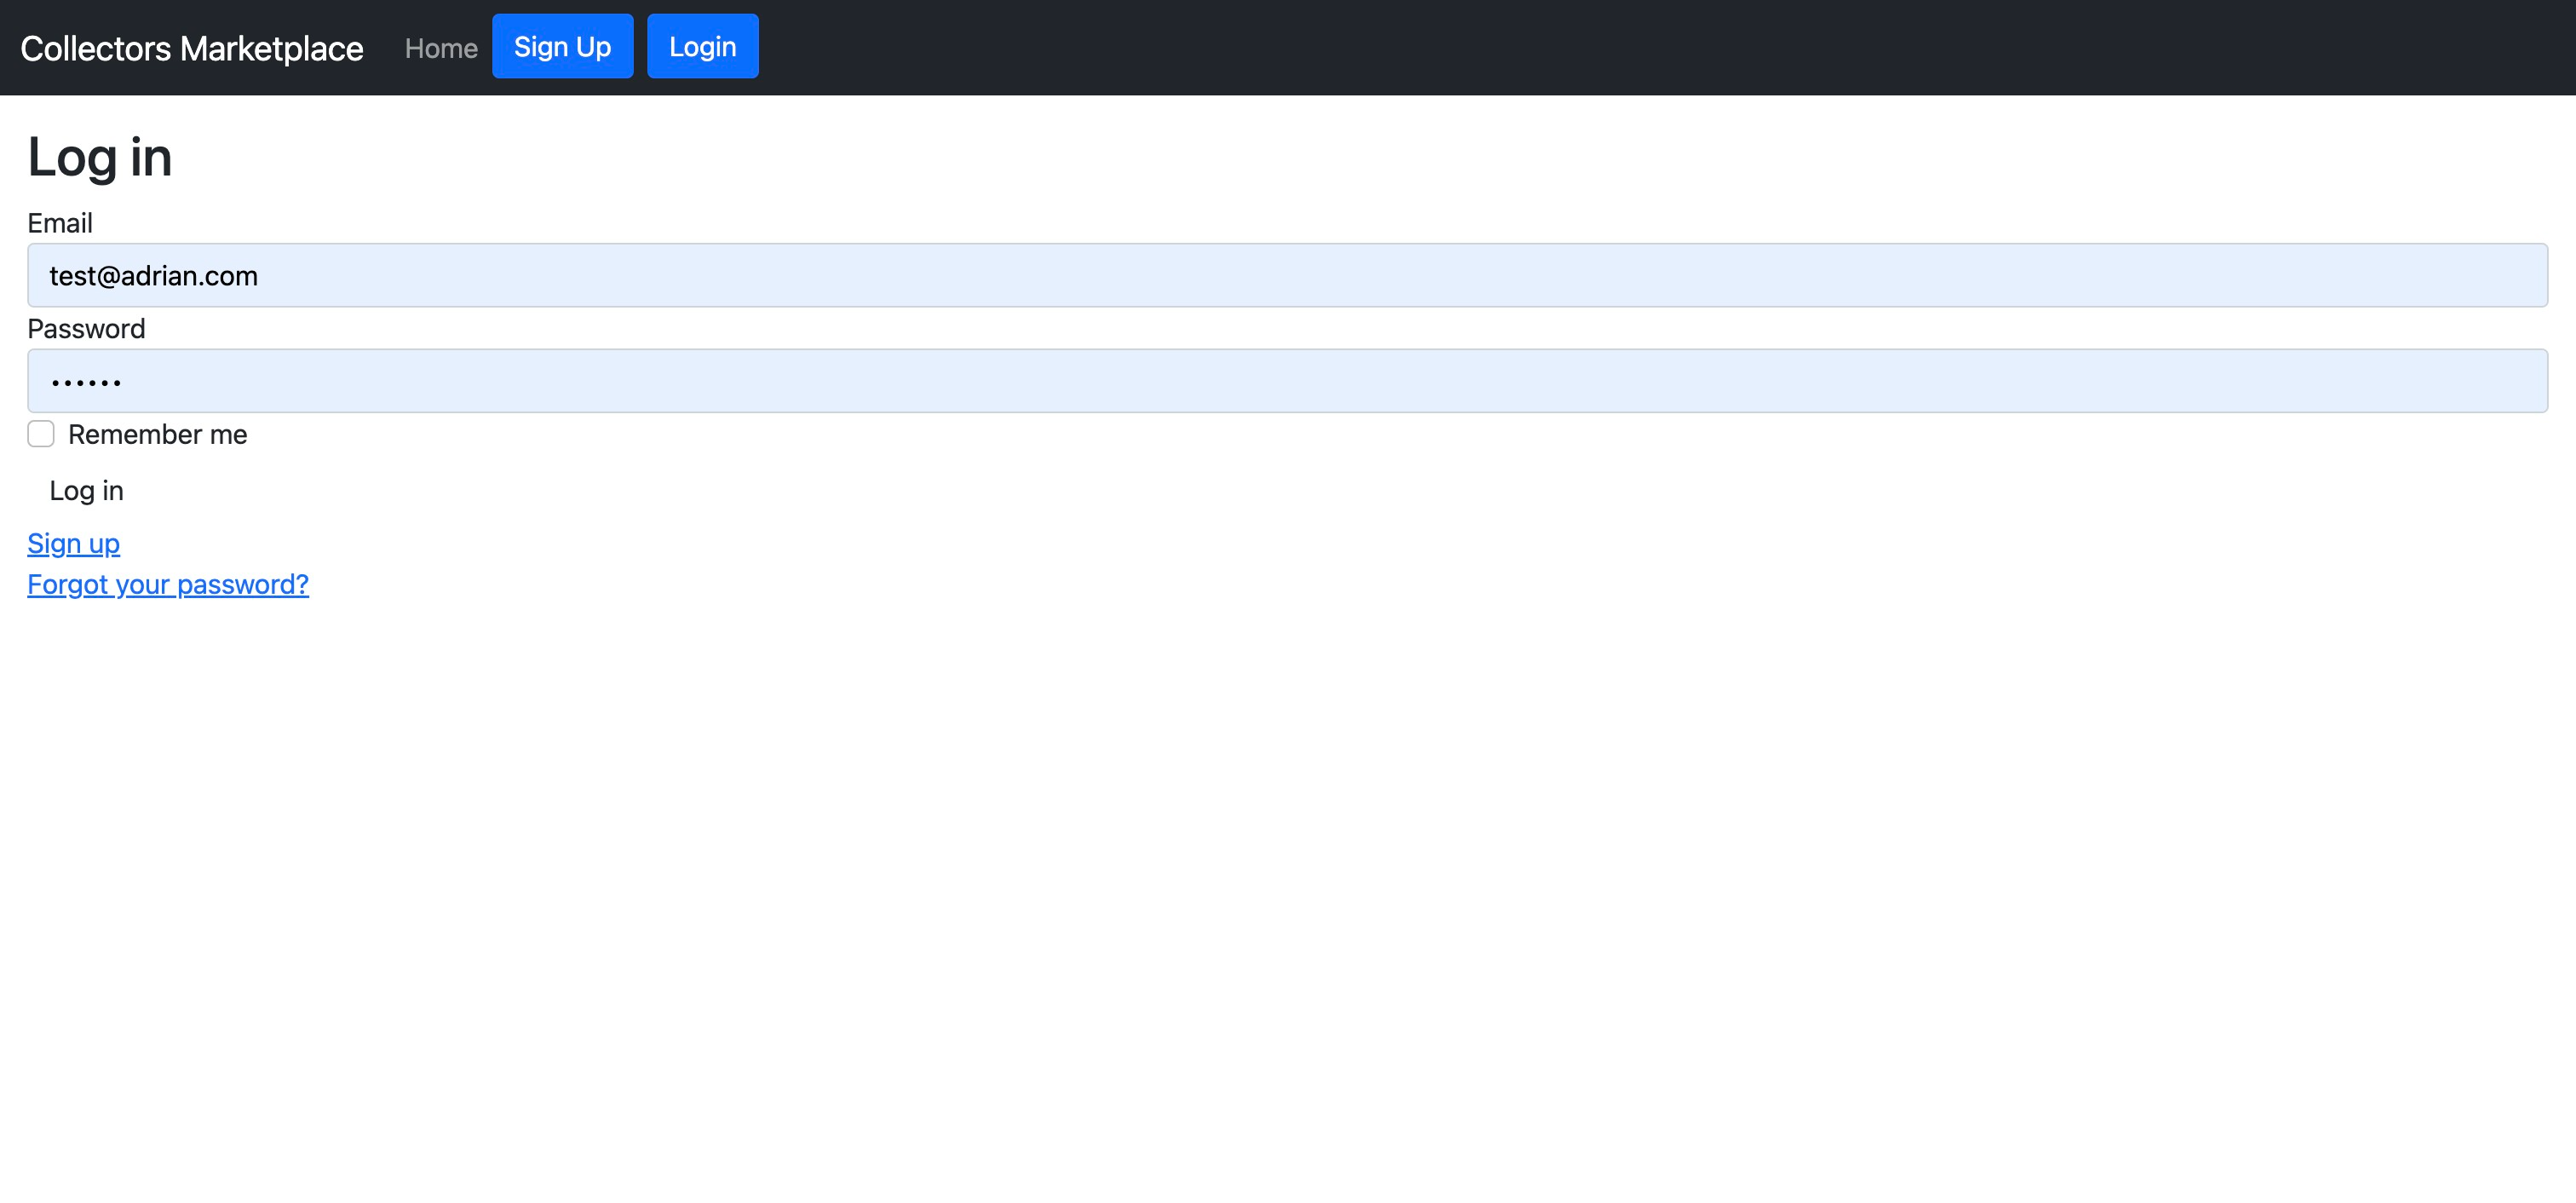 Collectors Marketplace Home Sign Up Login
Log in
Email
test@adrian.com
Password
••••••
Remember me
Log in
Sign up
Forgot your password?